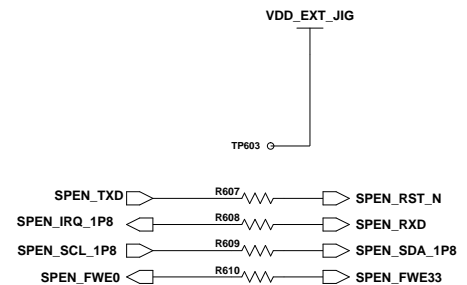 VDD_EXT_JIG
TP603
SPEN_TXD R607 SPEN_RST_N
SPEN_IRQ_1P8 R608 SPEN_RXD
SPEN_SCL_1P8 R609 SPEN_SDA_1P8
SPEN_FWE0 R610 SPEN_FWE33